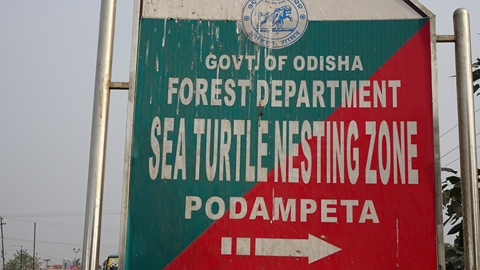 GOVT. OF ODISHA
FOREST DEPARTMENT
SEA TURTLE NESTING ZONE
PODAMPETA